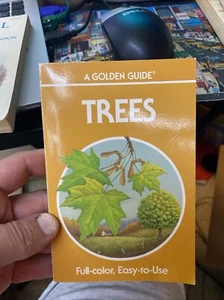 A GOLDEN GUIDE®
TREES
Full-color, Easy-to-Use